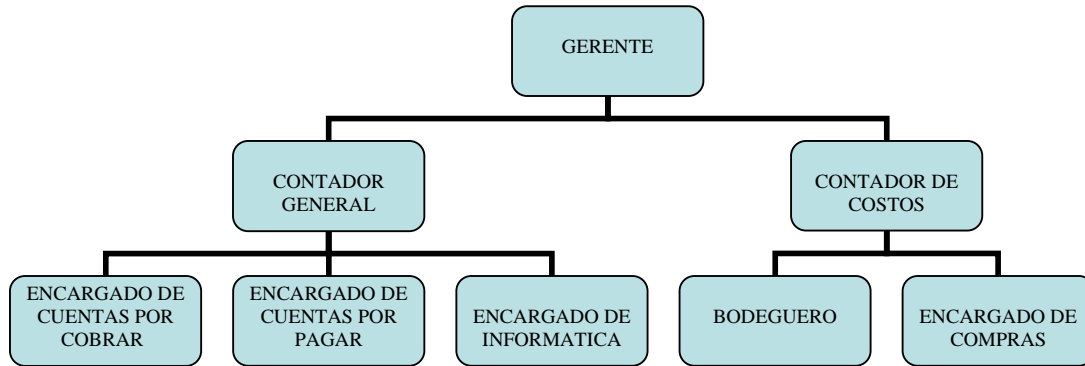 GERENTE
CONTADOR
GENERAL
CONTADOR DE
COSTOS
ENCARGADO DE
CUENTAS POR
COBRAR
ENCARGADO DE
CUENTAS POR
PAGAR
ENCARGADO DE
INFORMATICA
BODEGUERO
ENCARGADO DE
COMPRAS